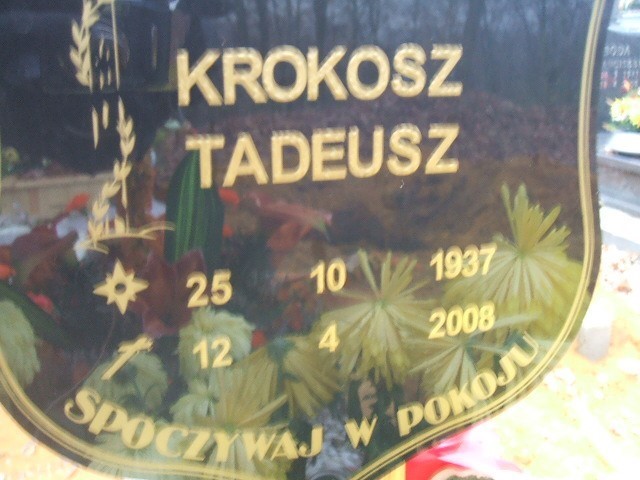 KROKOSZ
TADEUSZ
25 10 1937
12 4 2008
SPOCZYWAJ W POKOJU